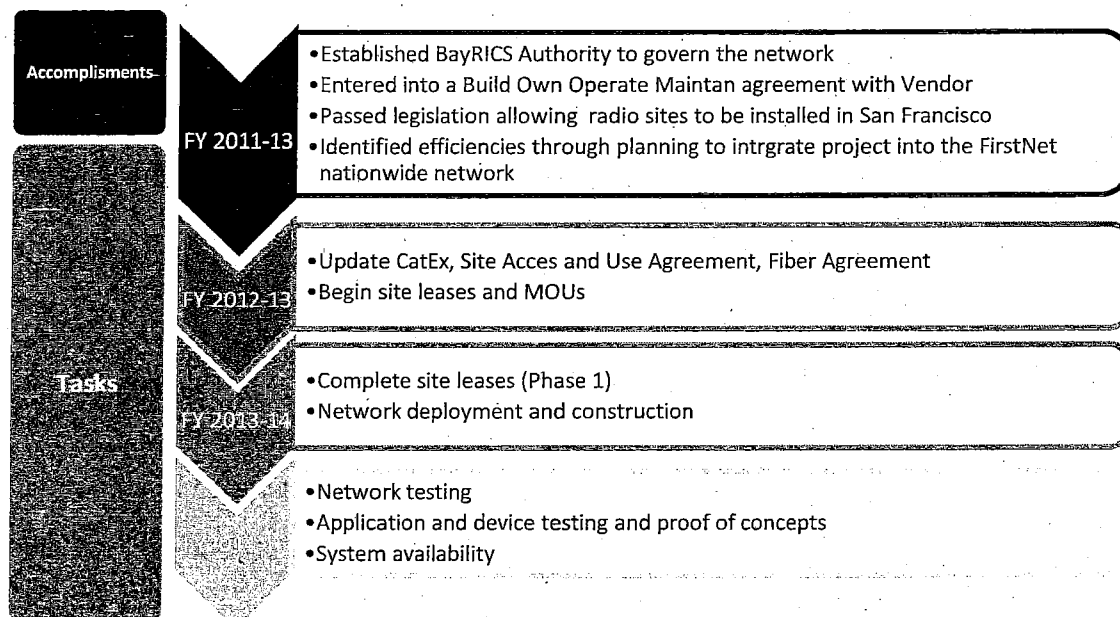 Accomplisments
FY 2011-13
•Established BayRICS Authority to govern the network
•Entered into a Build Own Operate Maintan agreement with Vendor
•Passed legislation allowing radio sites to be installed in San Francisco
•Identified efficiencies through planning to intrgrate project into the FirstNet
nationwide network
Tasks
FY 2012-13
•Update CatEx, Site Acces and Use Agreement, Fiber Agreement
•Begin site leases and MOUs
FY 2013-14
•Complete site leases (Phase 1)
•Network deployment and construction
•Network testing
•Application and device testing and proof of concepts
•System availability